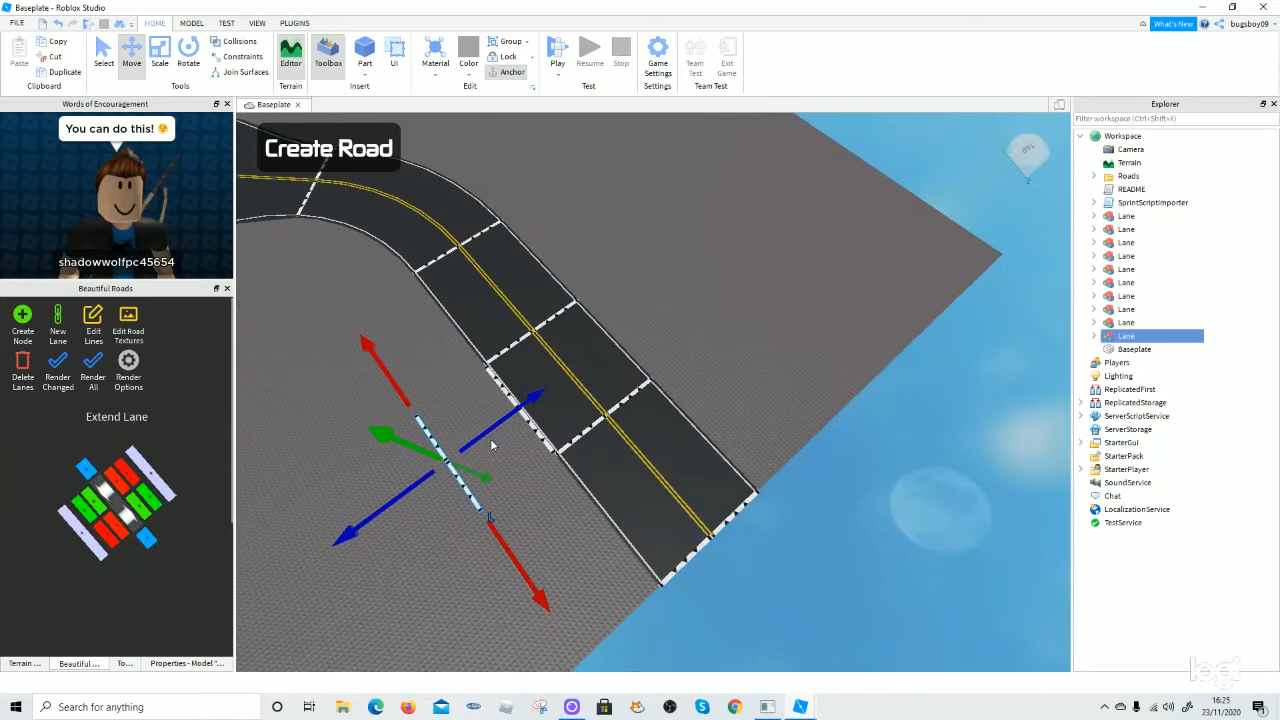 Baseplate - Roblox Studio
FILE
HOME
MODEL
TEST
VIEW
PLUGINS
What's New
bugsboy09
Paste
Copy
Cut
Duplicate
Clipboard
Select
Move
Scale
Rotate
Collisions
Constraints
Join Surfaces
Tools
Editor
Terrain
Toolbox
Part
UI
Insert
Material
Color
Group
Lock
Anchor
Edit
Play
Resume
Stop
Test
Game
Settings
Settings
Team
Test
Exit
Game
Team Test
Words of Encouragement
You can do this!
shadowwolfpc45654
Beautiful Roads
Create
Node
New
Lane
Edit
Lines
Edit Road
Textures
Delete
Lanes
Render
Changed
Render
All
Render
Options
Extend Lane
Terrain ...
Beautiful ...
To...
Properties - Model "...
Baseplate
Create Road
L
Explorer
Filter workspace (Ctrl+Shift+X)
Workspace
Camera
Terrain
Roads
README
SprintScriptImporter
Lane
Lane
Lane
Lane
Lane
Lane
Lane
Lane
Lane
Lane
Baseplate
Players
Lighting
ReplicatedFirst
ReplicatedStorage
ServerScriptService
ServerStorage
StarterGui
StarterPack
StarterPlayer
SoundService
Chat
LocalizationService
TestService
Search for anything
16:25
23/11/2020